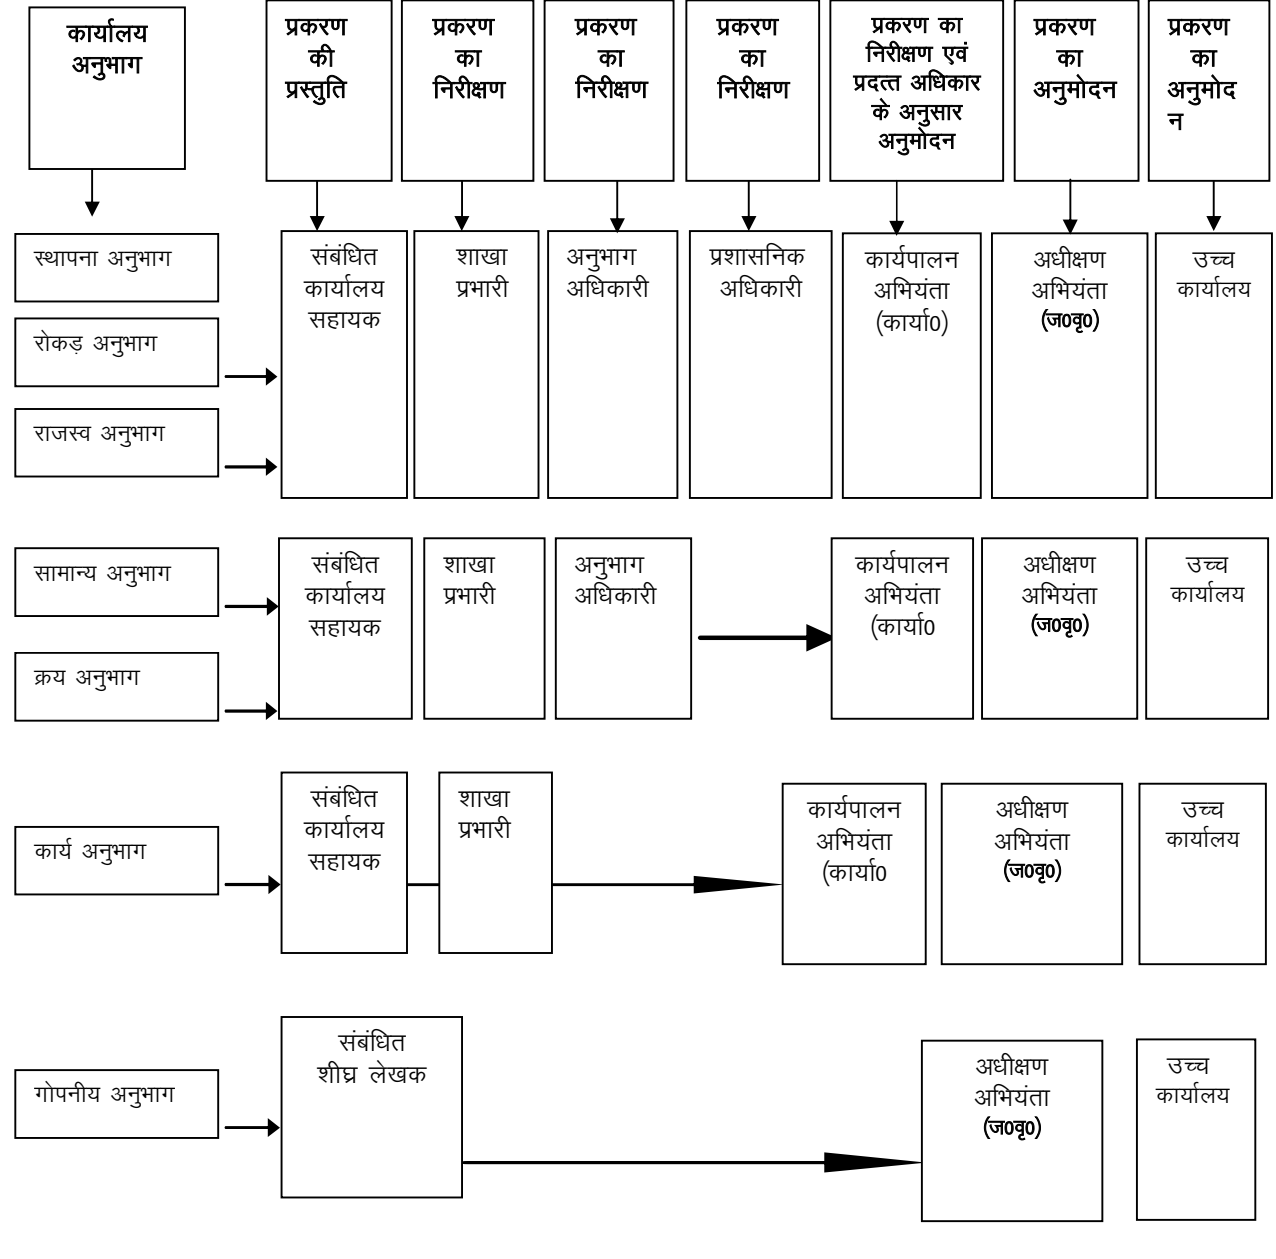 कार्यालय
अनुभाग
प्रकरण
की
प्रस्तुति
प्रकरण
का
निरीक्षण
प्रकरण
का
निरीक्षण
प्रकरण
का
निरीक्षण
प्रकरण का
निरीक्षण एवं
प्रदत्त अधिकार
के अनुसार
अनुमोदन
प्रकरण
का
अनुमोदन
प्रकरण
का
अनुमोद
न
स्थापना अनुभाग
रोकड़ अनुभाग
राजस्व अनुभाग
संबंधित
कार्यालय
सहायक
शाखा
प्रभारी
अनुभाग
अधिकारी
प्रशासनिक
अधिकारी
कार्यपालन
अभियंता
(कार्या0)
अधीक्षण
अभियंता
(ज0वृ0)
उच्च
कार्यालय
सामान्य अनुभाग
क्रय अनुभाग
संबंधित
कार्यालय
सहायक
शाखा
प्रभारी
अनुभाग
अधिकारी
कार्यपालन
अभियंता
(कार्या0
अधीक्षण
अभियंता
(ज0वृ0)
उच्च
कार्यालय
कार्य अनुभाग
संबंधित
कार्यालय
सहायक
शाखा
प्रभारी
कार्यपालन
अभियंता
(कार्या0
अधीक्षण
अभियंता
(ज0वृ0)
उच्च
कार्यालय
गोपनीय अनुभाग
संबंधित
शीघ्र लेखक
अधीक्षण
अभियंता
(ज0वृ0)
उच्च
कार्यालय